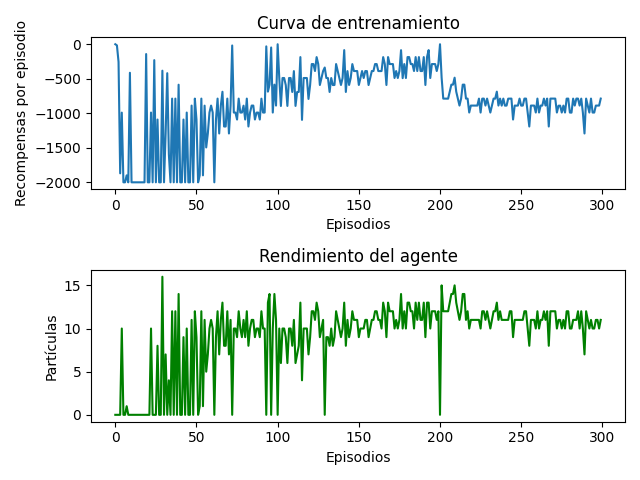 Curva de entrenamiento
Recompensas por episodio
0
−500
−1000
−1500
−2000
0 50 100 150 200 250 300
Episodios
Rendimiento del agente
Partículas
15
10
5
0
0 50 100 150 200 250 300
Episodios